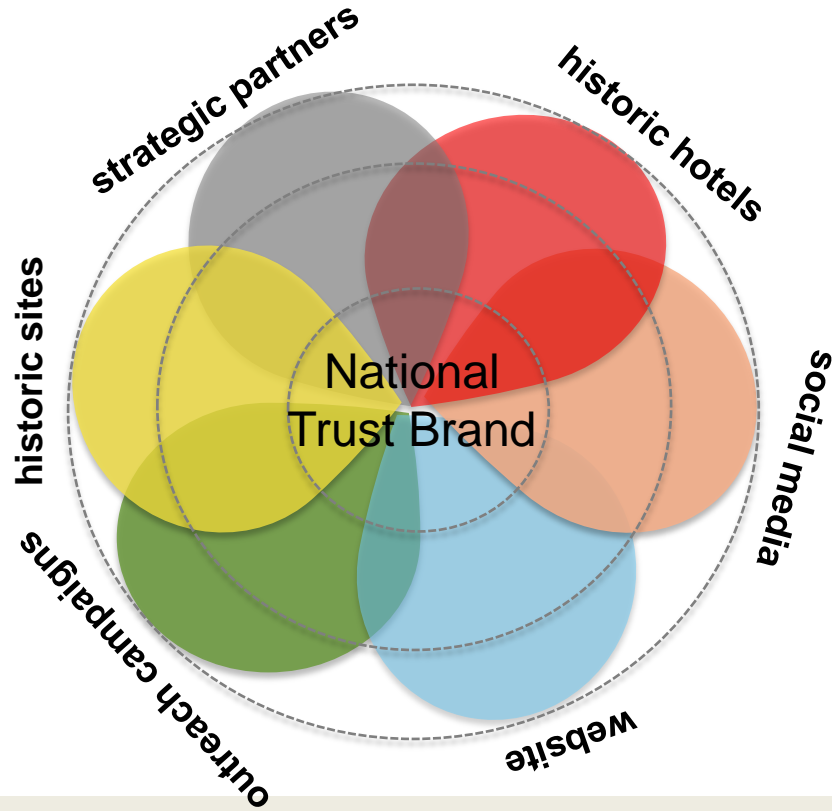 strategic partners
historic hotels
social media
website
outreach campaigns
historic sites
National
Trust Brand